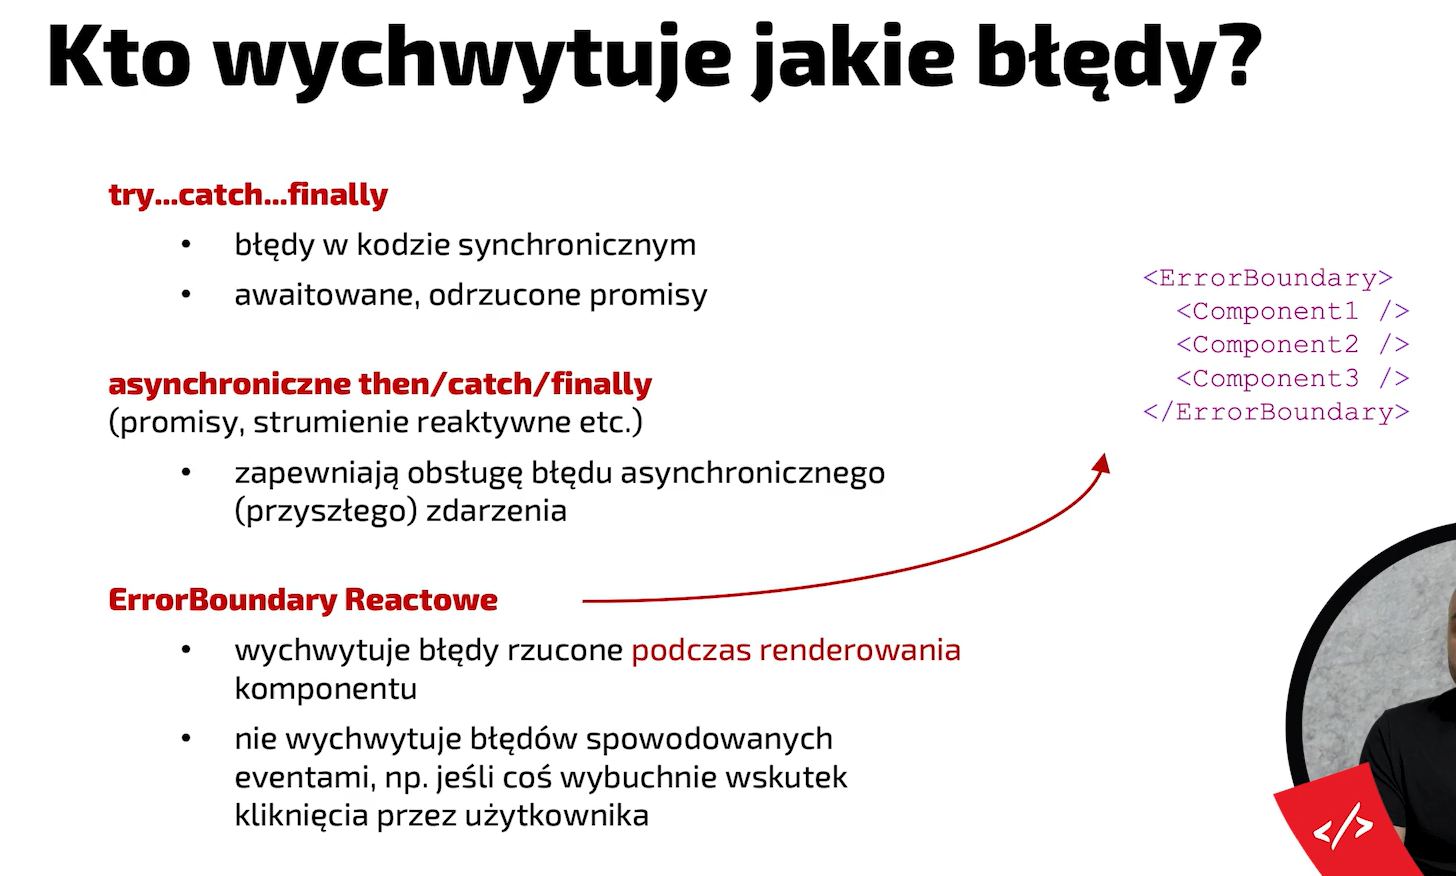 Kto wychwytuje jakie błędy?
try...catch...finally
• błędy w kodzie synchronicznym
• awaitowane, odrzucone promisy
asynchroniczne then/catch/finally
(promisy, strumienie reaktywne etc.)
• zapewniają obsługę błędu asynchronicznego
(przyszłego) zdarzenia
ErrorBoundary Reactowe
• wychwytuje błędy rzucone podczas renderowania
komponentu
• nie wychwytuje błędów spowodowanych
eventami, np. jeśli coś wybuchnie wskutek
kliknięcia przez użytkownika
<ErrorBoundary>
<Component1 />
<Component2 />
<Component3 />
</ErrorBoundary>
</>